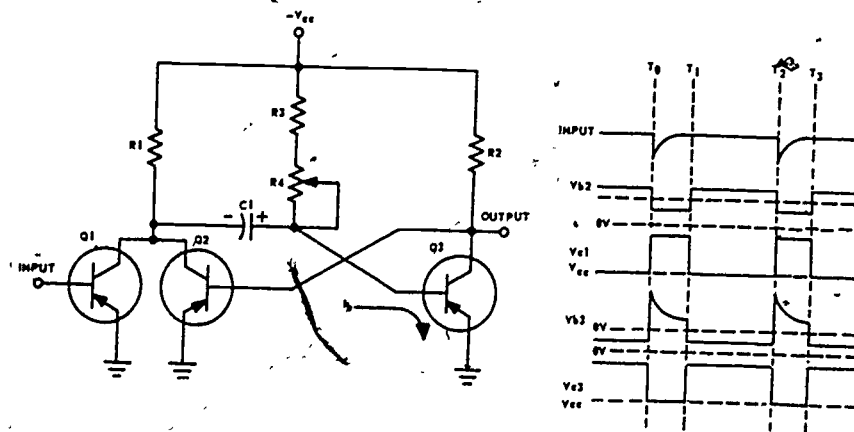 -Vcc
R3
R1
R4
R2
C1
- +
OUTPUT
Q1
Q2
Q3
INPUT
Ib
T0 T1 T2 T3
INPUT
Vb2
0V
Vc1
Vcc
Vb3
0V
0V
Vc3
Vcc